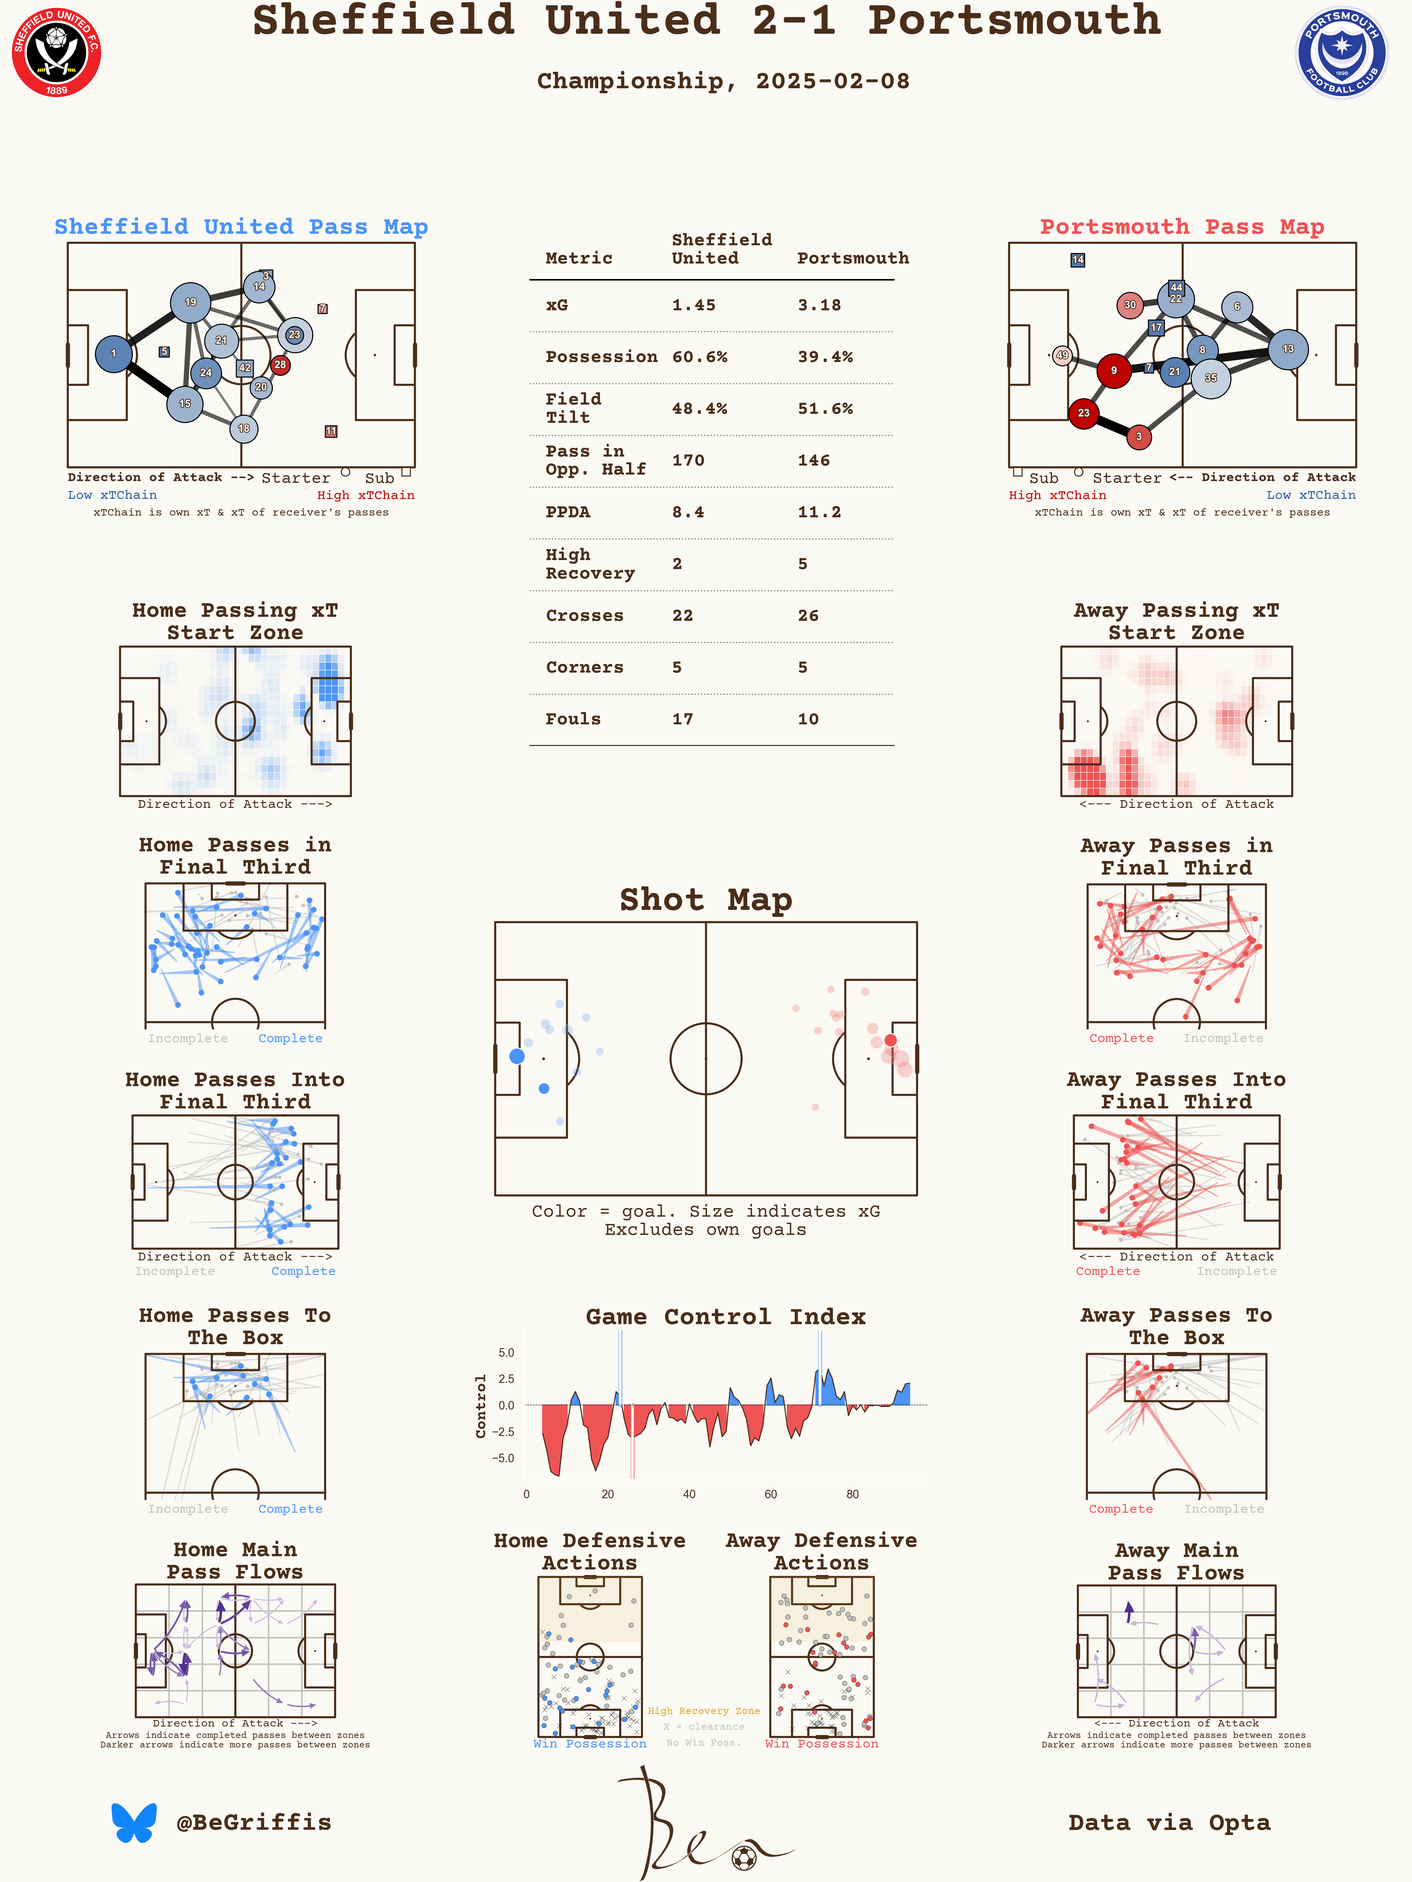 Sheffield United 2-1 Portsmouth
Championship, 2025-02-08
SHEFFIELD UNITED F.C.
1889
PORTSMOUTH
1898
FOOTBALL CLUB
Sheffield United Pass Map
3
14
19
7
23
21
1
5
28
42
24
20
15
18
11
Direction of Attack --> Starter Sub
Low xTChain High xTChain
xTChain is own xT & xT of receiver's passes
Metric Sheffield United Portsmouth
xG 1.45 3.18
Possession 60.6% 39.4%
Field Tilt 48.4% 51.6%
Pass in Opp. Half 170 146
PPDA 8.4 11.2
High Recovery 2 5
Crosses 22 26
Corners 5 5
Fouls 17 10
Portsmouth Pass Map
14
44
22
30
6
17
8
13
49
9
7
21
35
23
3
Sub Starter <-- Direction of Attack
High xTChain Low xTChain
xTChain is own xT & xT of receiver's passes
Home Passing xT
Start Zone
Direction of Attack --->
Away Passing xT
Start Zone
<--- Direction of Attack
Home Passes in
Final Third
Incomplete Complete
Away Passes in
Final Third
Complete Incomplete
Shot Map
Color = goal. Size indicates xG
Excludes own goals
Home Passes Into
Final Third
Direction of Attack --->
Incomplete Complete
Away Passes Into
Final Third
<--- Direction of Attack
Complete Incomplete
Home Passes To
The Box
Incomplete Complete
Game Control Index
Control
5.0
2.5
0.0
−2.5
−5.0
0 20 40 60 80
Away Passes To
The Box
Complete Incomplete
Home Main
Pass Flows
Direction of Attack --->
Arrows indicate completed passes between zones
Darker arrows indicate more passes between zones
Home Defensive
Actions
Win Possession
High Recovery Zone
X = clearance
No Win Poss.
Away Defensive
Actions
Win Possession
Away Main
Pass Flows
<--- Direction of Attack
Arrows indicate completed passes between zones
Darker arrows indicate more passes between zones
@BeGriffis
Ben
Data via Opta